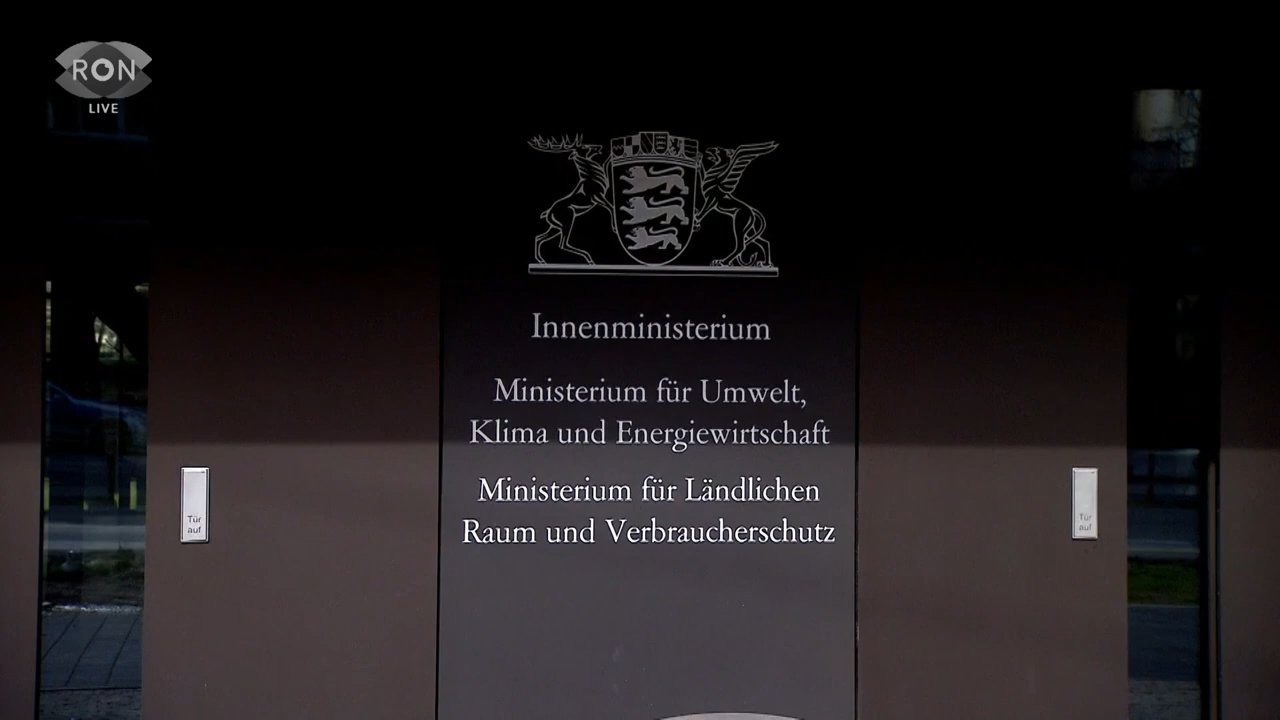 RON
LIVE
Innenministerium
Ministerium für Umwelt,
Klima und Energiewirtschaft
Ministerium für Ländlichen
Raum und Verbraucherschutz
Tür
auf
Tür
auf